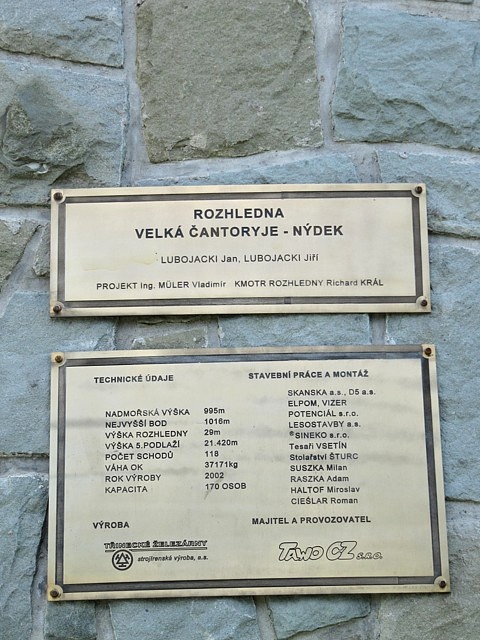 ROZHLEDNA
VELKÁ ČANTORYJE - NÝDEK
LUBOJACKI Jan, LUBOJACKI Jiří
PROJEKT Ing. MÜLER Vladimír KMOTR ROZHLEDNY Richard KRÁL
TECHNICKÉ ÚDAJE
NADMOŘSKÁ VÝŠKA 995m
NEJVYŠŠÍ BOD 1016m
VÝŠKA ROZHLEDNY 29m
VÝŠKA 5.PODLAŽÍ 21.420m
POČET SCHODŮ 118
VÁHA OK 37171kg
ROK VÝROBY 2002
KAPACITA 170 OSOB
VÝROBA
TŘINECKÉ ŽELEZÁRNY
strojírenská výroba, a.s.
STAVEBNÍ PRÁCE A MONTÁŽ
SKANSKA a.s., D5 a.s.
ELPOM, VIZER
POTENCIÁL s.r.o.
LESOSTAVBY a.s.
®SINEKO s.r.o.
Tesaři VSETÍN
Stolařství ŠTURC
SUSZKA Milan
RASZKA Adam
HALTOF Miroslav
CIEŚLAR Roman
MAJITEL A PROVOZOVATEL
TAWO CZ s.r.o.